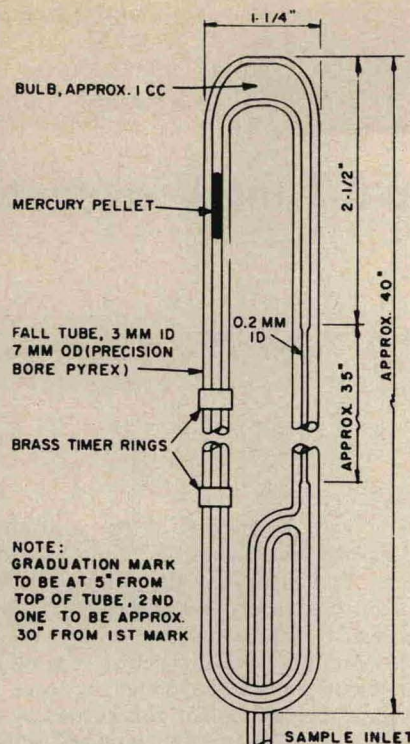 1-1/4"
BULB, APPROX. 1 CC
MERCURY PELLET
2-1/2"
APPROX. 40"
FALL TUBE, 3 MM ID
7 MM OD (PRECISION
BORE PYREX)
0.2 MM
ID
APPROX. 35"
BRASS TIMER RINGS
NOTE:
GRADUATION MARK
TO BE AT 5" FROM
TOP OF TUBE, 2ND
ONE TO BE APPROX.
30" FROM 1ST MARK
SAMPLE INLET